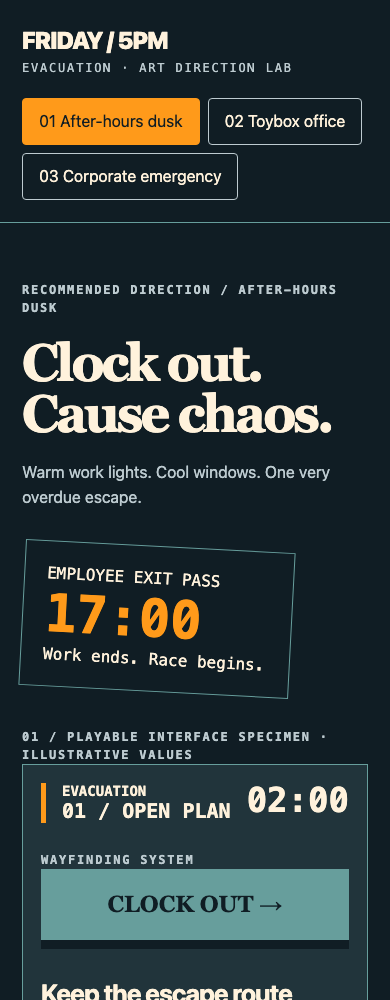 FRIDAY / 5PM
EVACUATION · ART DIRECTION LAB
01 After-hours dusk
02 Toybox office
03 Corporate emergency
RECOMMENDED DIRECTION / AFTER-HOURS
DUSK
Clock out.
Cause chaos.
Warm work lights. Cool windows. One very
overdue escape.
EMPLOYEE EXIT PASS
17:00
Work ends. Race begins.
01 / PLAYABLE INTERFACE SPECIMEN ·
ILLUSTRATIVE VALUES
EVACUATION
01 / OPEN PLAN
02:00
WAYFINDING SYSTEM
CLOCK OUT →
Keep the escape route